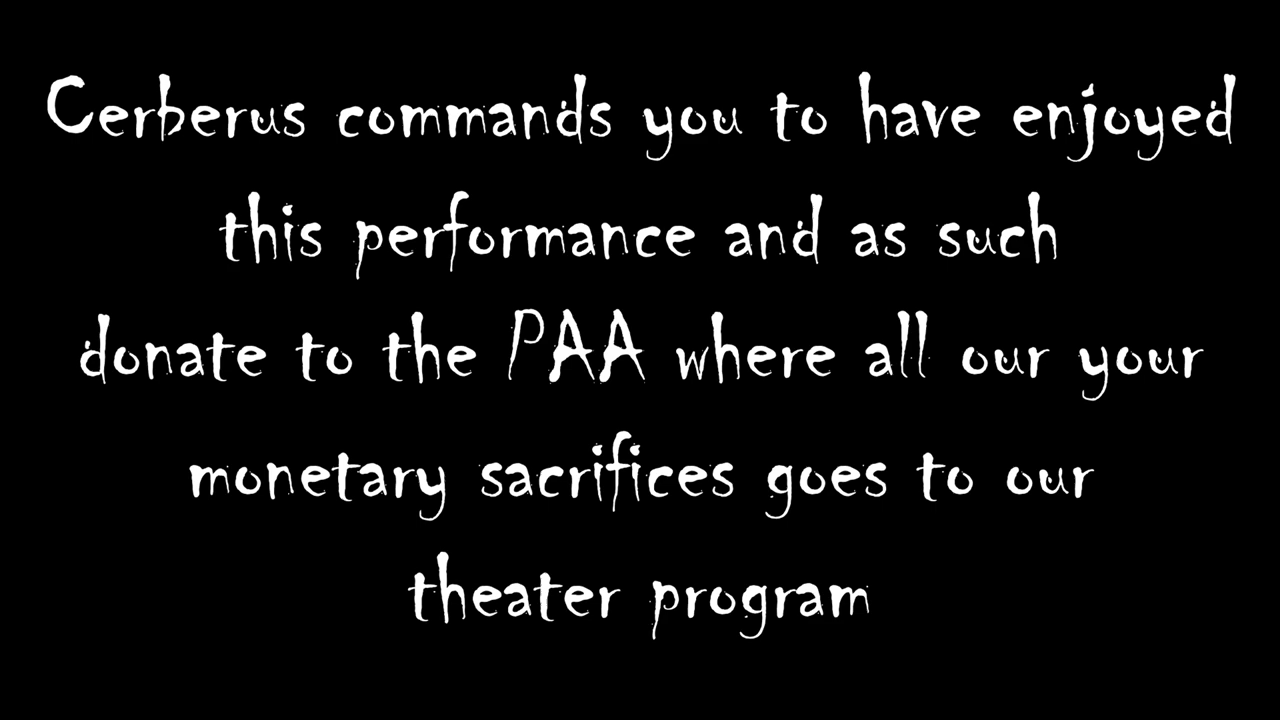 Cerberus commands you to have enjoyed
this performance and as such
donate to the PAA where all our your
monetary sacrifices goes to our
theater program